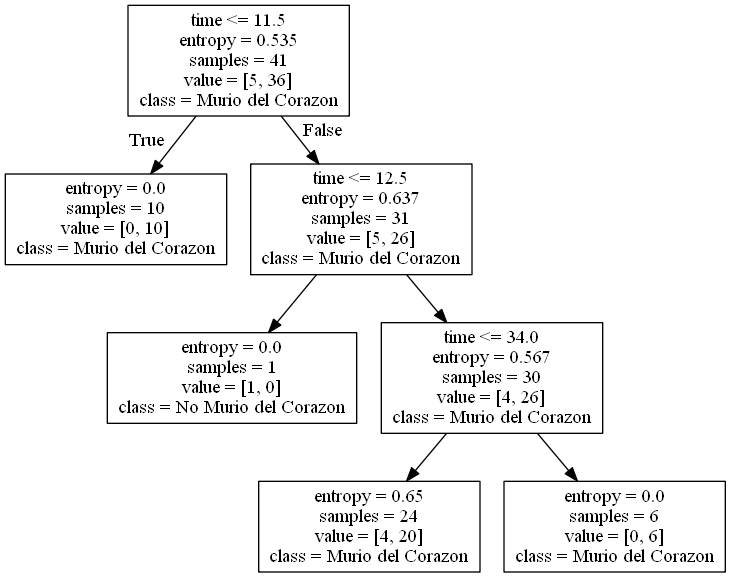 time <= 11.5
entropy = 0.535
samples = 41
value = [5, 36]
class = Murio del Corazon
True
False
entropy = 0.0
samples = 10
value = [0, 10]
class = Murio del Corazon
time <= 12.5
entropy = 0.637
samples = 31
value = [5, 26]
class = Murio del Corazon
entropy = 0.0
samples = 1
value = [1, 0]
class = No Murio del Corazon
time <= 34.0
entropy = 0.567
samples = 30
value = [4, 26]
class = Murio del Corazon
entropy = 0.65
samples = 24
value = [4, 20]
class = Murio del Corazon
entropy = 0.0
samples = 6
value = [0, 6]
class = Murio del Corazon